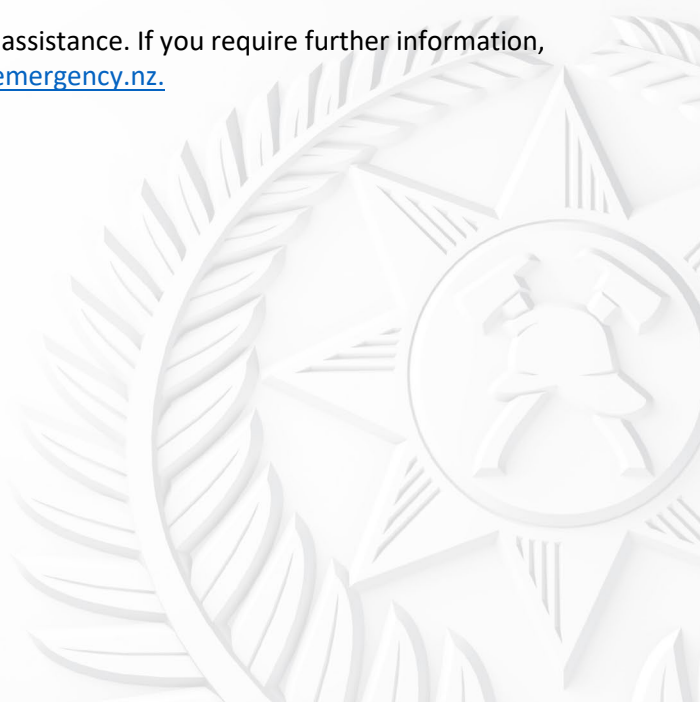 assistance. If you require further information,
emergency.nz.